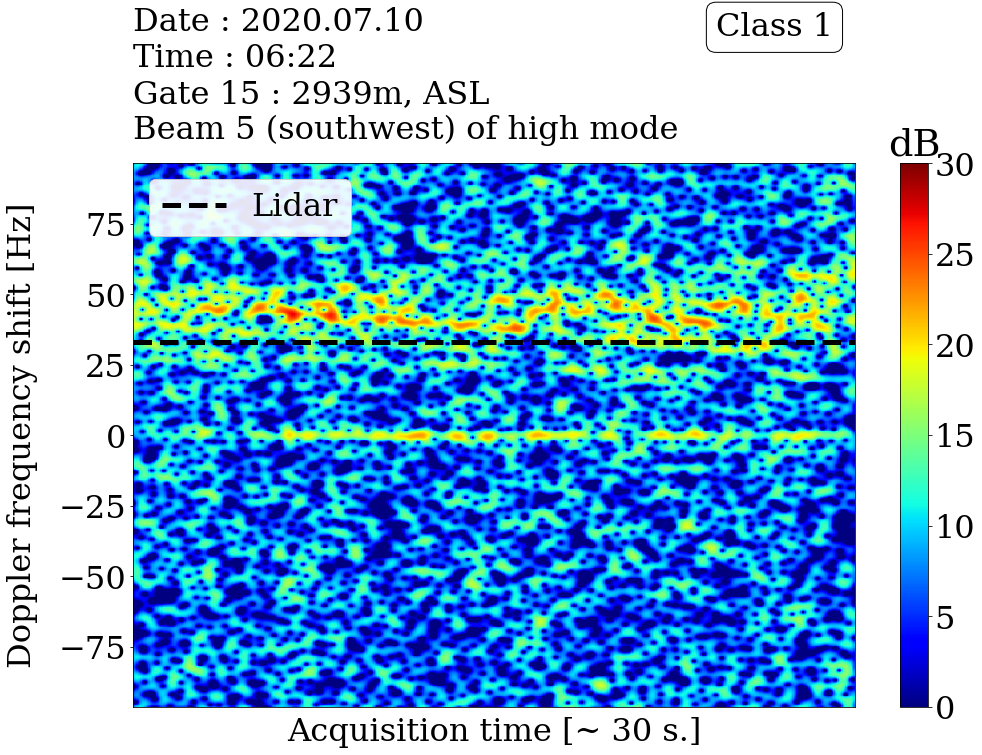 Date : 2020.07.10
Time : 06:22
Gate 15 : 2939m, ASL
Beam 5 (southwest) of high mode
Class 1
dB
Lidar
Doppler frequency shift [Hz]
75
50
25
0
−25
−50
−75
Acquisition time [~ 30 s.]
30
25
20
15
10
5
0